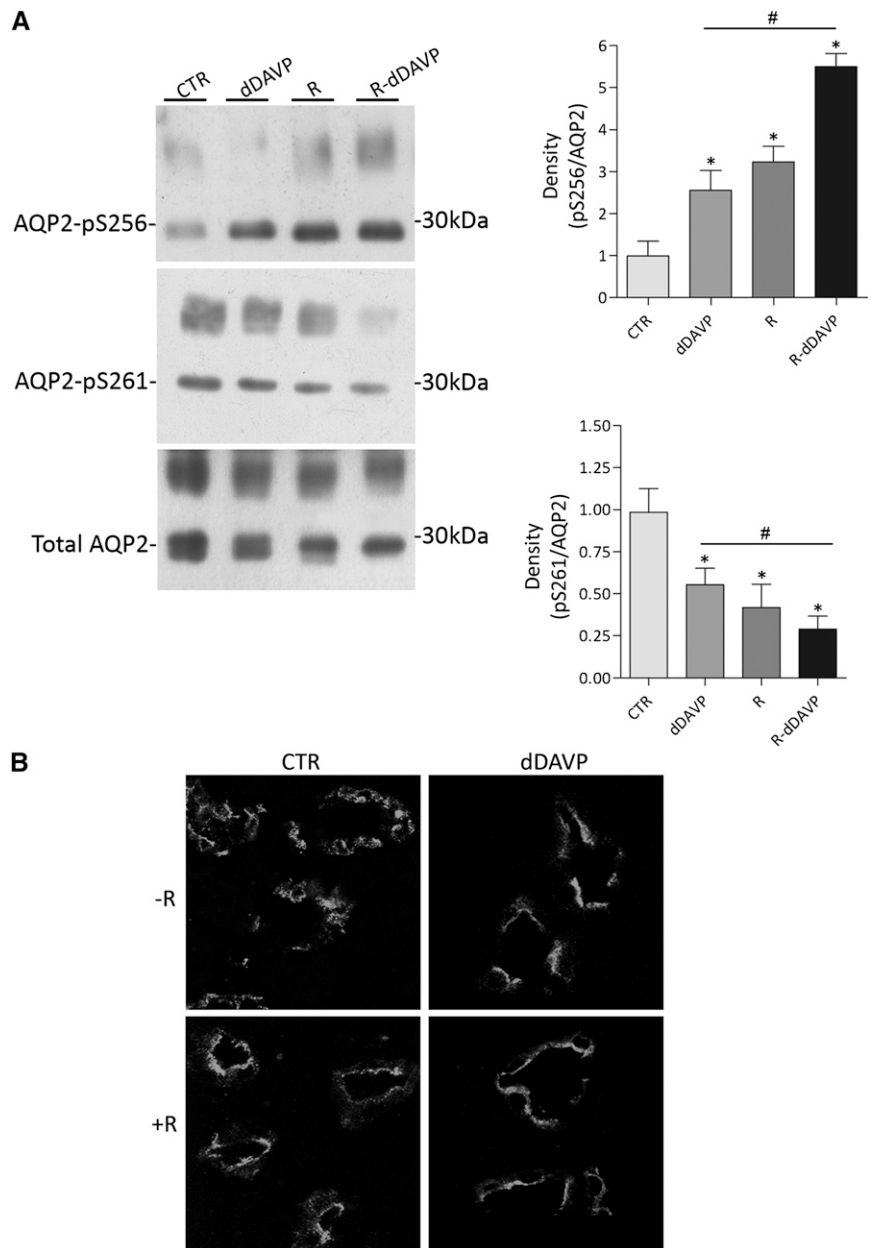 A
CTR dDAVP R R-dDAVP
AQP2-pS256-
-30kDa
AQP2-pS261-
-30kDa
Total AQP2-
-30kDa
#
Density
(pS256/AQP2)
6
5
4
3
2
1
0
*
*
*
CTR dDAVP R R-dDAVP
#
Density
(pS261/AQP2)
1.50
1.25
1.00
0.75
0.50
0.25
0.00
*
*
*
CTR dDAVP R R-dDAVP
B
CTR dDAVP
-R
+R